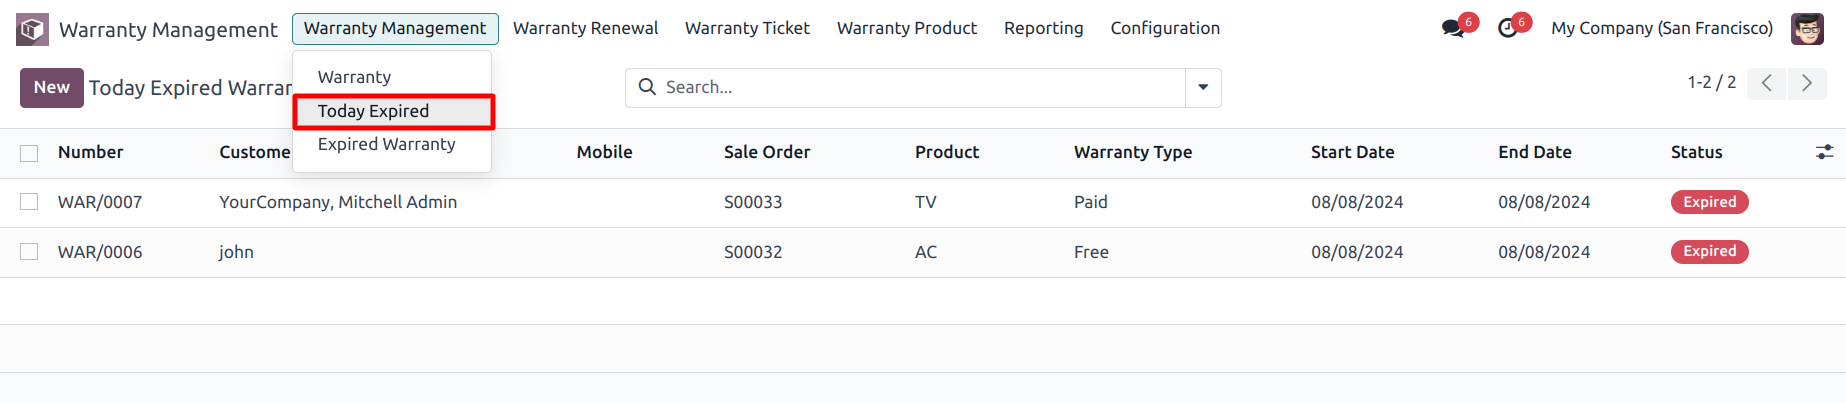 Warranty Management Warranty Management Warranty Renewal Warranty Ticket Warranty Product Reporting Configuration 6 6 My Company (San Francisco)
New Today Expired Warran Search... 1-2 / 2
Warranty
Today Expired
Expired Warranty
Number Custome Mobile Sale Order Product Warranty Type Start Date End Date Status
WAR/0007 YourCompany, Mitchell Admin S00033 TV Paid 08/08/2024 08/08/2024 Expired
WAR/0006 john S00032 AC Free 08/08/2024 08/08/2024 Expired